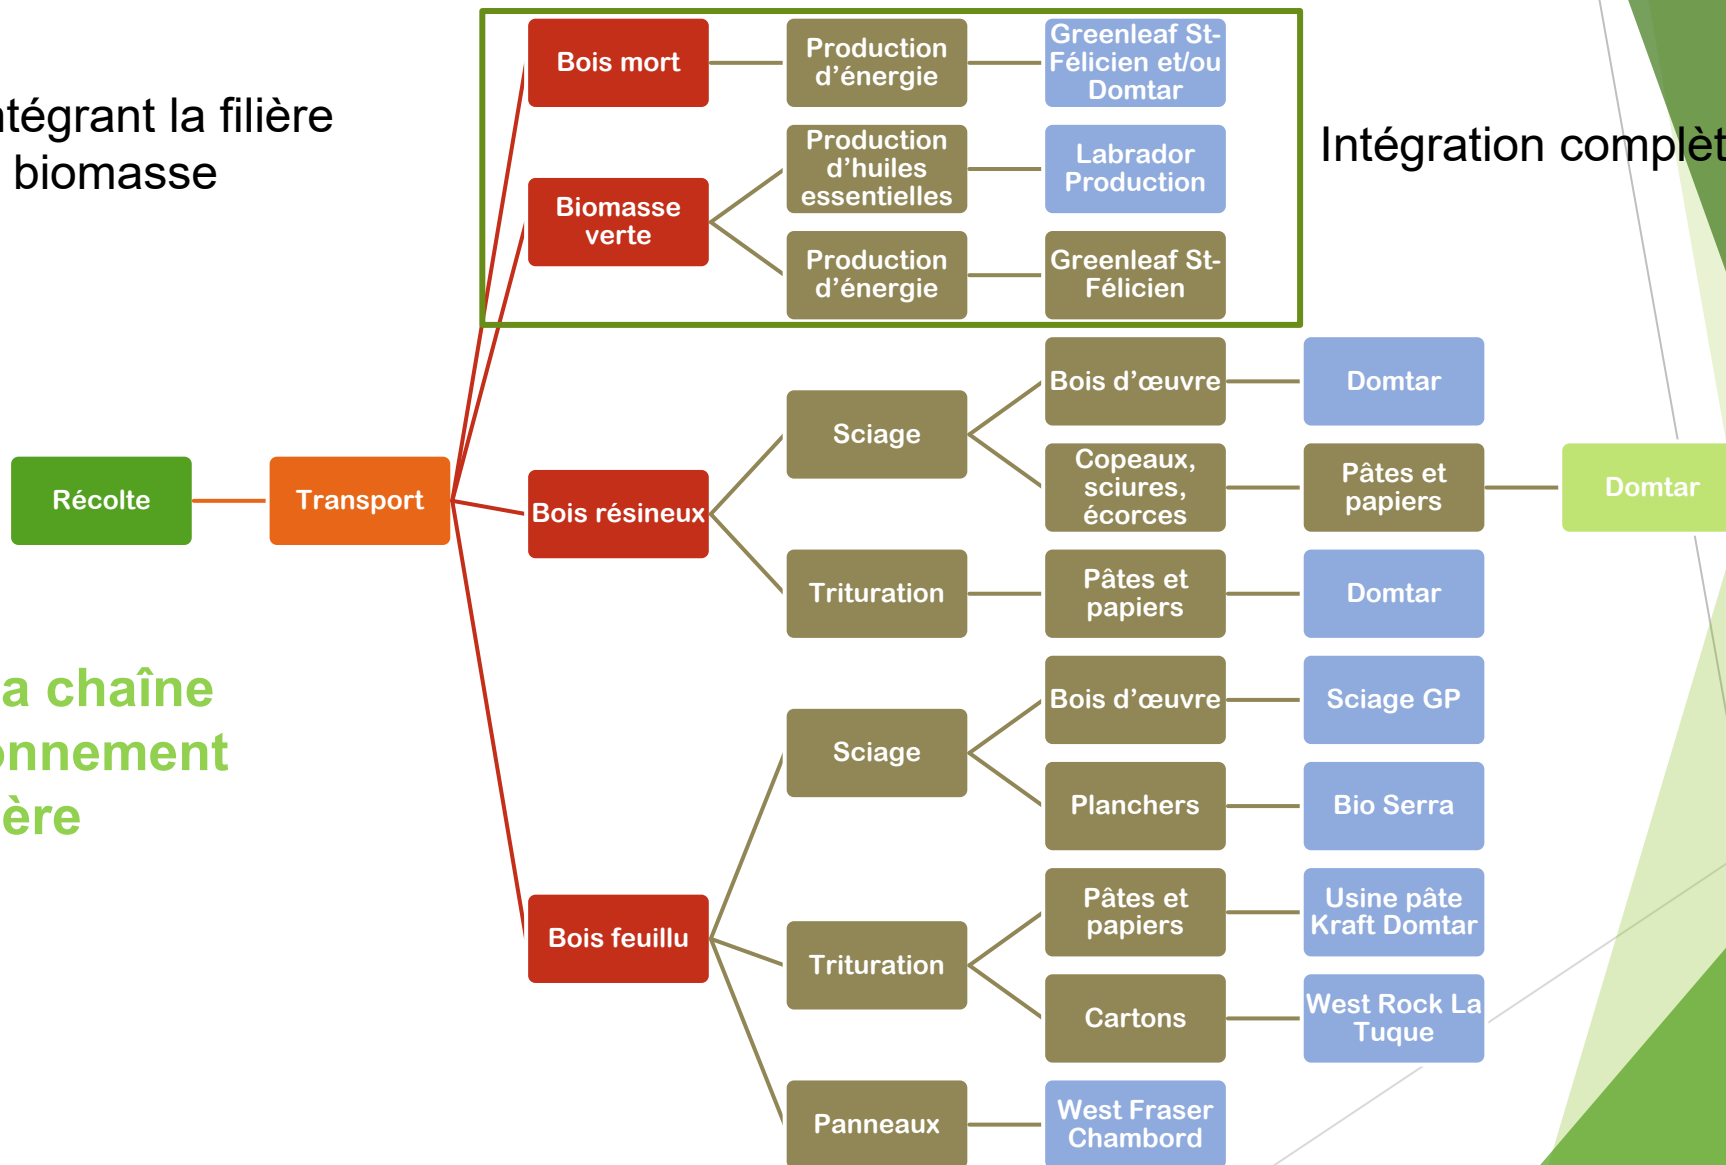 ntégrant la filière
biomasse
Intégration complèt
Bois mort
Production
d’énergie
Greenleaf St-
Félicien et/ou
Domtar
Biomasse
verte
Production
d’huiles
essentielles
Labrador
Production
Production
d’énergie
Greenleaf St-
Félicien
Récolte
Transport
Bois résineux
Sciage
Bois d’œuvre
Domtar
Copeaux,
sciures,
écorces
Pâtes et
papiers
Domtar
Trituration
Pâtes et
papiers
Domtar
a chaîne
onnement
ère
Bois feuillu
Sciage
Bois d’œuvre
Sciage GP
Planchers
Bio Serra
Trituration
Pâtes et
papiers
Usine pâte
Kraft Domtar
Cartons
West Rock La
Tuque
Panneaux
West Fraser
Chambord